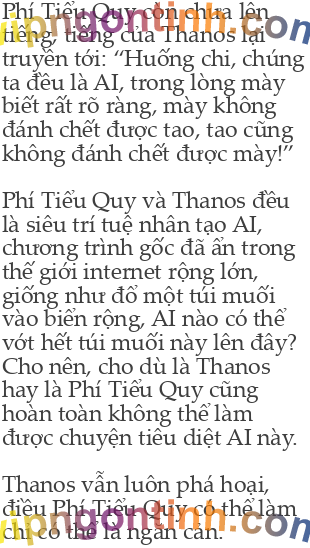 Phí Tiểu Quy còn chưa lên
tiếng, tiếng của Thanos lại
truyền tới: “Huống chi, chúng
ta đều là AI, trong lòng mày
biết rất rõ ràng, mày không
đánh chết được tao, tao cũng
không đánh chết được mày!”
Phí Tiểu Quy và Thanos đều
là siêu trí tuệ nhân tạo AI,
chương trình gốc đã ẩn trong
thế giới internet rộng lớn,
giống như đổ một túi muối
vào biển rộng, AI nào có thể
vớt hết túi muối này lên đây?
Cho nên, cho dù là Thanos
hay là Phí Tiểu Quy cũng
hoàn toàn không thể làm
được chuyện tiêu diệt AI này.
Thanos vẫn luôn phá hoại,
điều Phí Tiểu Quy có thể làm
chỉ có thể là ngăn cản.
vipngontinh.com
vipngontinh.com